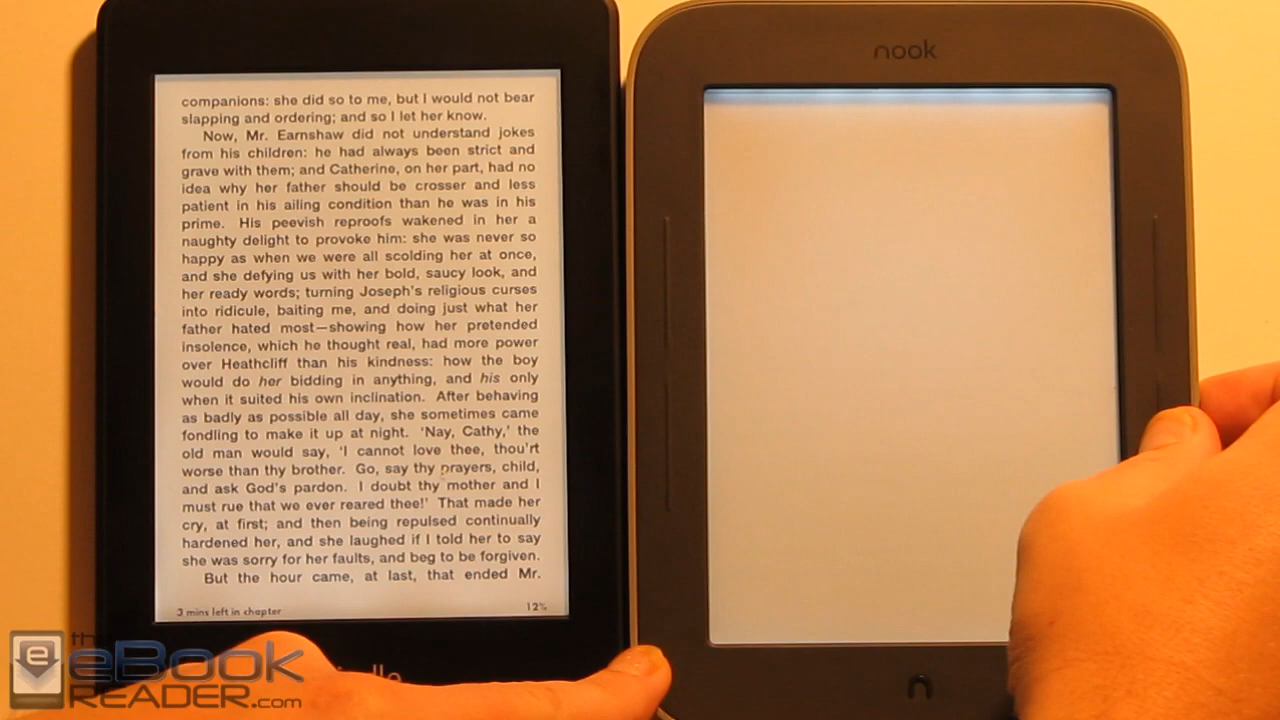 companions: she did so to me, but I would not bear
slapping and ordering; and so I let her know.
Now, Mr. Earnshaw did not understand jokes
from his children: he had always been strict and
grave with them; and Catherine, on her part, had no
idea why her father should be crosser and less
patient in his ailing condition than he was in his
prime. His peevish reproofs wakened in her a
naughty delight to provoke him: she was never so
happy as when we were all scolding her at once,
and she defying us with her bold, saucy look, and
her ready words; turning Joseph's religious curses
into ridicule, baiting me, and doing just what her
father hated most—showing how her pretended
insolence, which he thought real, had more power
over Heathcliff than his kindness: how the boy
would do her bidding in anything, and his only
when it suited his own inclination. After behaving
as badly as possible all day, she sometimes came
fondling to make it up at night. 'Nay, Cathy,' the
old man would say, 'I cannot love thee, thou'rt
worse than thy brother. Go, say thy prayers, child,
and ask God's pardon. I doubt thy mother and I
must rue that we ever reared thee!' That made her
cry, at first; and then being repulsed continually
hardened her, and she laughed if I told her to say
she was sorry for her faults, and beg to be forgiven.
But the hour came, at last, that ended Mr.
3 mins left in chapter 12%
nook
n
the
eBook
READER.com